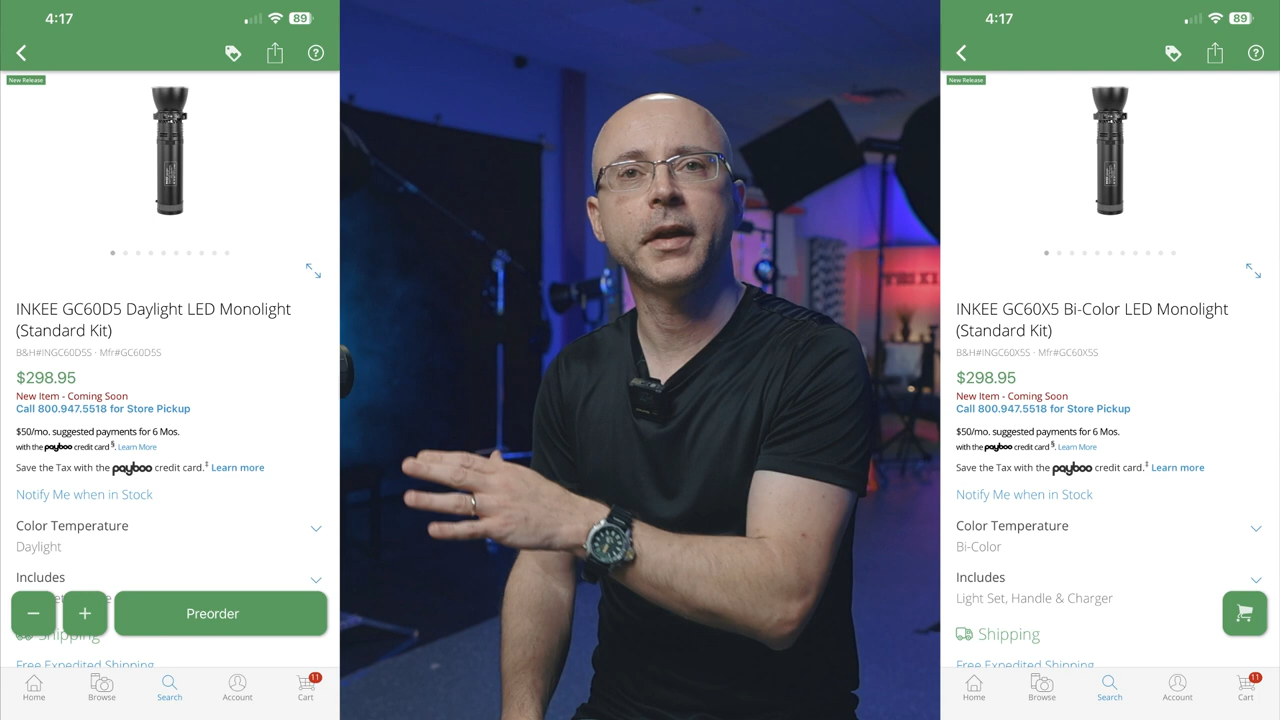 4:17
89
New Release
INKEE GC60D5 Daylight LED Monolight
(Standard Kit)
B&H#INGC60D5S · Mfr#GC60D5S
$298.95
New Item - Coming Soon
Call 800.947.5518 for Store Pickup
$50/mo. suggested payments for 6 Mos.
with the payboo credit card §. Learn More
Save the Tax with the payboo credit card.‡ Learn more
Notify Me when in Stock
Color Temperature
Daylight
Includes
− + Preorder
Shipping
Free Expedited Shipping
Home
Browse
Search
Account
11
Cart
4:17
89
New Release
INKEE GC60X5 Bi-Color LED Monolight
(Standard Kit)
B&H#INGC60X5S · Mfr#GC60X5S
$298.95
New Item - Coming Soon
Call 800.947.5518 for Store Pickup
$50/mo. suggested payments for 6 Mos.
with the payboo credit card §. Learn More
Save the Tax with the payboo credit card.‡ Learn more
Notify Me when in Stock
Color Temperature
Bi-Color
Includes
Light Set, Handle & Charger
Shipping
Free Expedited Shipping
Home
Browse
Search
Account
11
Cart